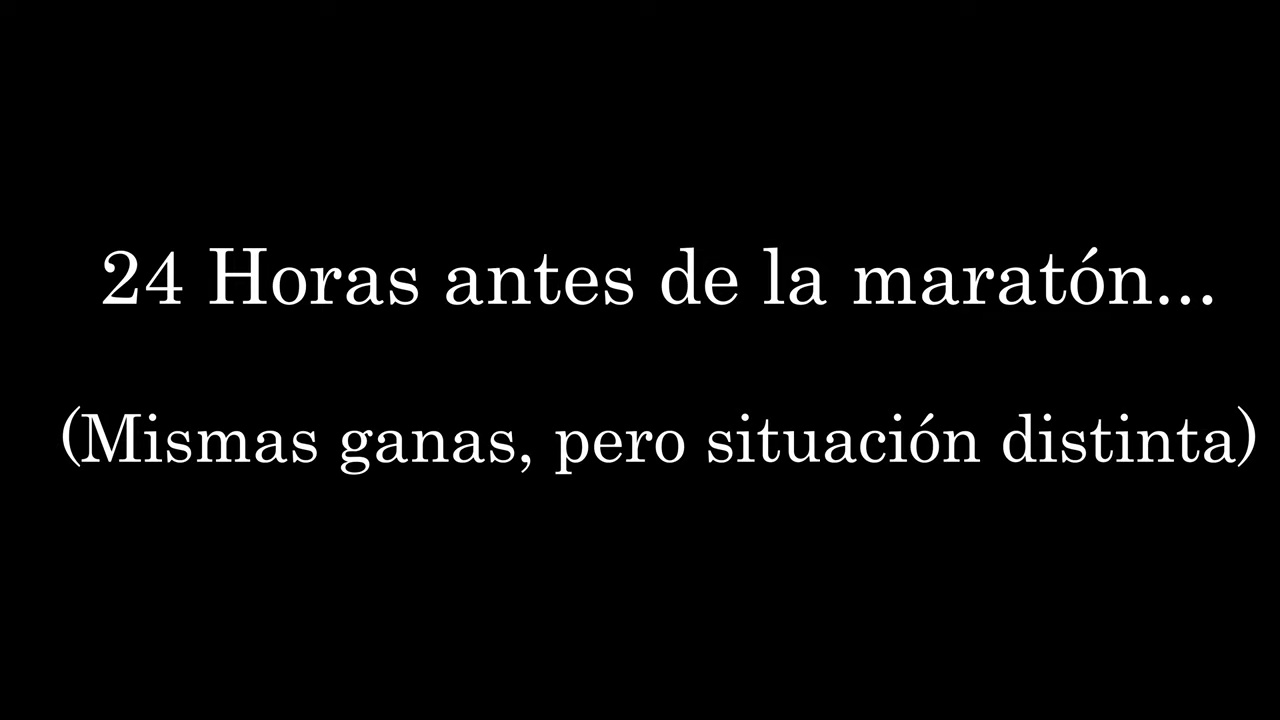 24 Horas antes de la maratón...
(Mismas ganas, pero situación distinta)